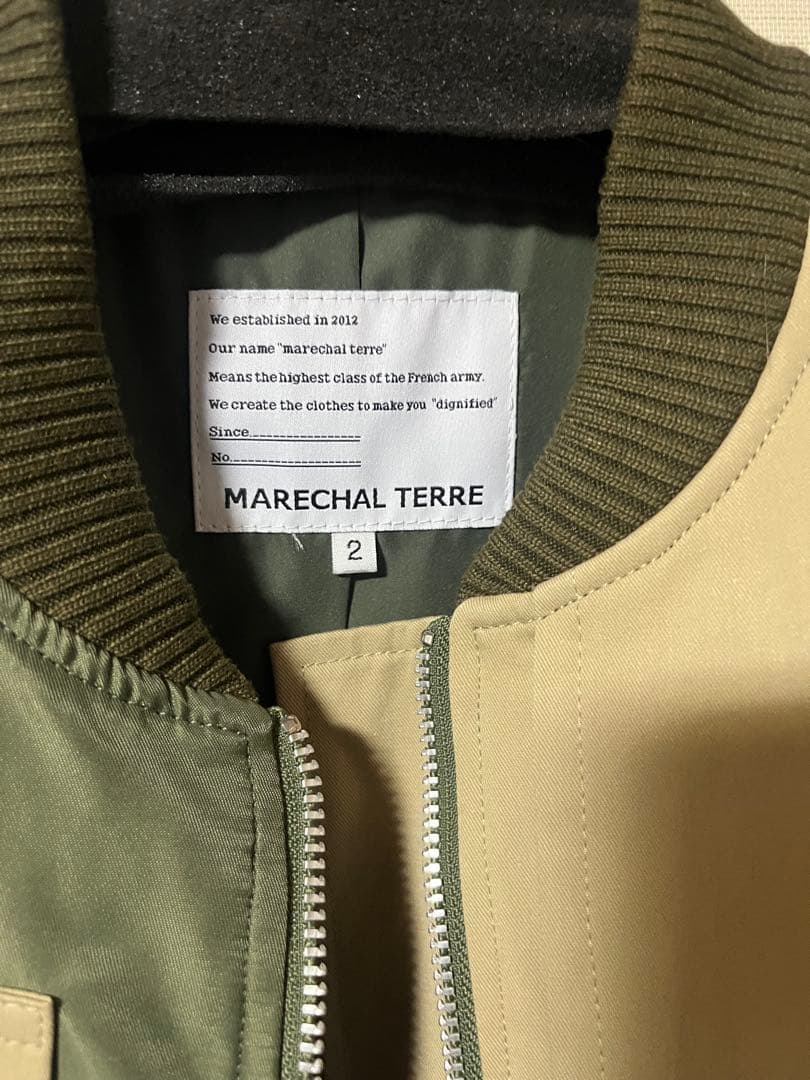 We established in 2012
Our name "marechal terre"
Means the highest class of the French army.
We create the clothes to make you "dignified"
Since
No.
MARECHAL TERRE
2